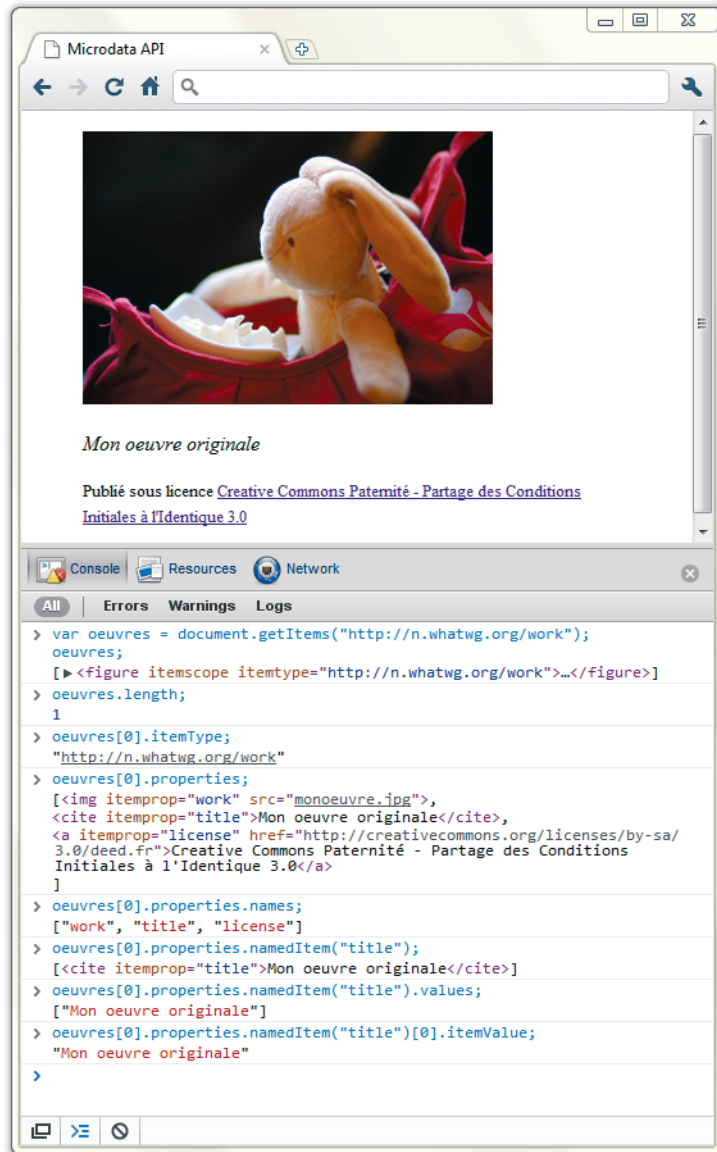 Microdata API
Mon oeuvre originale
Publié sous licence Creative Commons Paternité - Partage des Conditions
Initiales à l'Identique 3.0
Console Resources Network
All Errors Warnings Logs
> var oeuvres = document.getItems("http://n.whatwg.org/work");
oeuvres;
[▶<figure itemscope itemtype="http://n.whatwg.org/work">…</figure>]
> oeuvres.length;
1
> oeuvres[0].itemType;
"http://n.whatwg.org/work"
> oeuvres[0].properties;
[<img itemprop="work" src="monoeuvre.jpg">,
<cite itemprop="title">Mon oeuvre originale</cite>,
<a itemprop="license" href="http://creativecommons.org/licenses/by-sa/
3.0/deed.fr">Creative Commons Paternité - Partage des Conditions
Initiales à l'Identique 3.0</a>
]
> oeuvres[0].properties.names;
["work", "title", "license"]
> oeuvres[0].properties.namedItem("title");
[<cite itemprop="title">Mon oeuvre originale</cite>]
> oeuvres[0].properties.namedItem("title").values;
["Mon oeuvre originale"]
> oeuvres[0].properties.namedItem("title")[0].itemValue;
"Mon oeuvre originale"
>